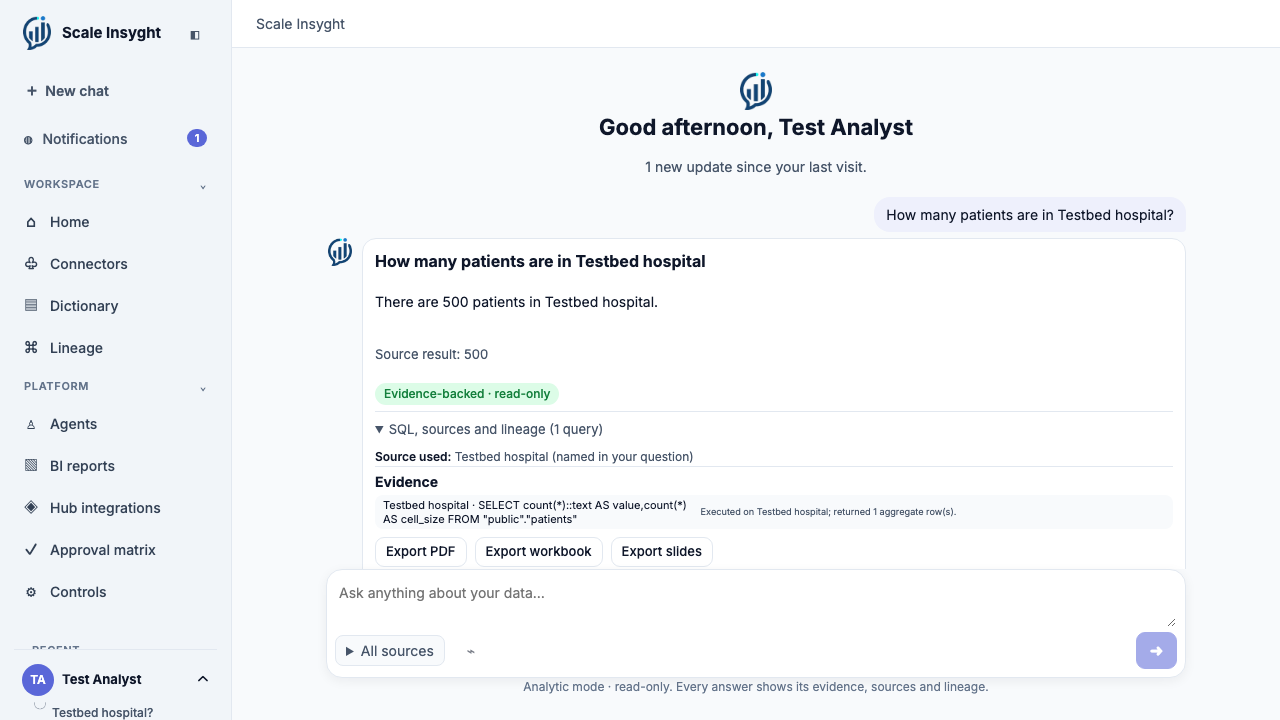 Scale Insyght
+ New chat
Notifications 1
WORKSPACE
Home
Connectors
Dictionary
Lineage
PLATFORM
Agents
BI reports
Hub integrations
Approval matrix
Controls
RECENT
TA Test Analyst
Testbed hospital?
Scale Insyght
Good afternoon, Test Analyst
1 new update since your last visit.
How many patients are in Testbed hospital?
How many patients are in Testbed hospital
There are 500 patients in Testbed hospital.
Source result: 500
Evidence-backed · read-only
SQL, sources and lineage (1 query)
Source used: Testbed hospital (named in your question)
Evidence
Testbed hospital · SELECT count(*)::text AS value,count(*)
AS cell_size FROM "public"."patients"
Executed on Testbed hospital; returned 1 aggregate row(s).
Export PDF Export workbook Export slides
Ask anything about your data...
All sources
Analytic mode · read-only. Every answer shows its evidence, sources and lineage.